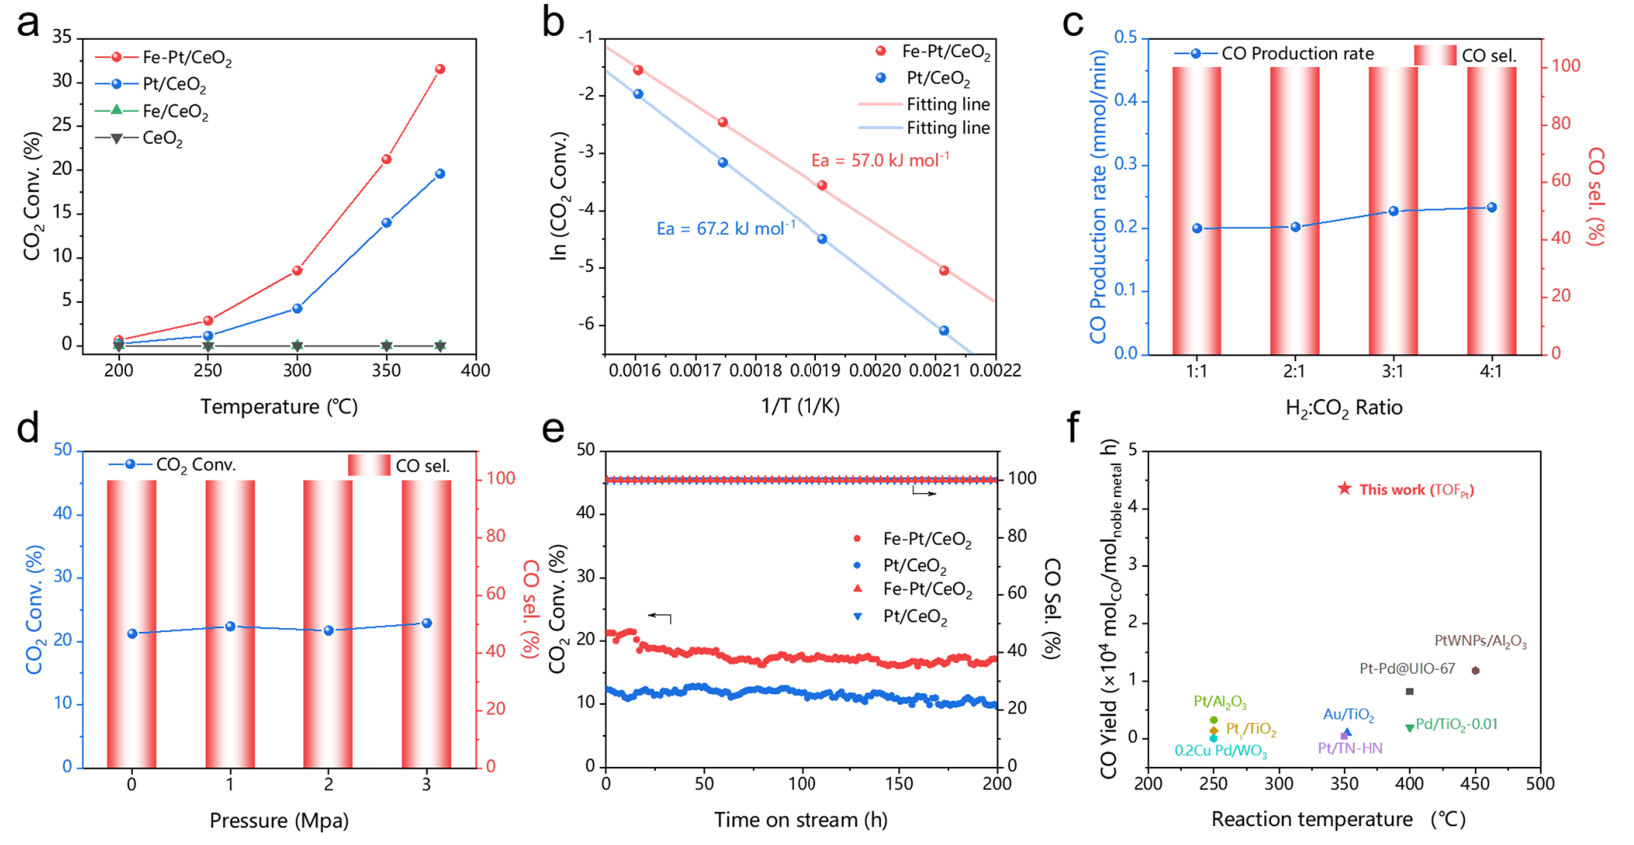 a
35
30
25
20
15
10
5
0
CO₂ Conv. (%)
Fe-Pt/CeO₂
Pt/CeO₂
Fe/CeO₂
CeO₂
200 250 300 350 400
Temperature (℃)
b
-1
-2
-3
-4
-5
-6
ln (CO₂ Conv.)
Fe-Pt/CeO₂
Pt/CeO₂
Fitting line
Fitting line
Ea = 57.0 kJ mol⁻¹
Ea = 67.2 kJ mol⁻¹
0.0016 0.0017 0.0018 0.0019 0.0020 0.0021 0.0022
1/T (1/K)
c
0.5
0.4
0.3
0.2
0.1
0.0
CO Production rate (mmol/min)
CO Production rate
CO sel.
100
80
60
40
20
0
CO sel. (%)
1:1 2:1 3:1 4:1
H₂:CO₂ Ratio
d
50
40
30
20
10
0
CO₂ Conv. (%)
CO₂ Conv.
CO sel.
100
80
60
40
20
0
CO sel. (%)
0 1 2 3
Pressure (Mpa)
e
50
40
30
20
10
0
CO₂ Conv. (%)
Fe-Pt/CeO₂
Pt/CeO₂
Fe-Pt/CeO₂
Pt/CeO₂
100
80
60
40
20
0
CO Sel. (%)
0 50 100 150 200
Time on stream (h)
f
5
4
3
2
1
0
CO Yield (×10⁴ mol_CO/mol_noble metal h)
This work (TOF_Pt)
PtWNPs/Al₂O₃
Pt-Pd@UIO-67
Pt/Al₂O₃
Au/TiO₂
Pt₁/TiO₂
Pd/TiO₂-0.01
0.2Cu Pd/WO₃
Pt/TN-HN
200 250 300 350 400 450 500
Reaction temperature (℃)